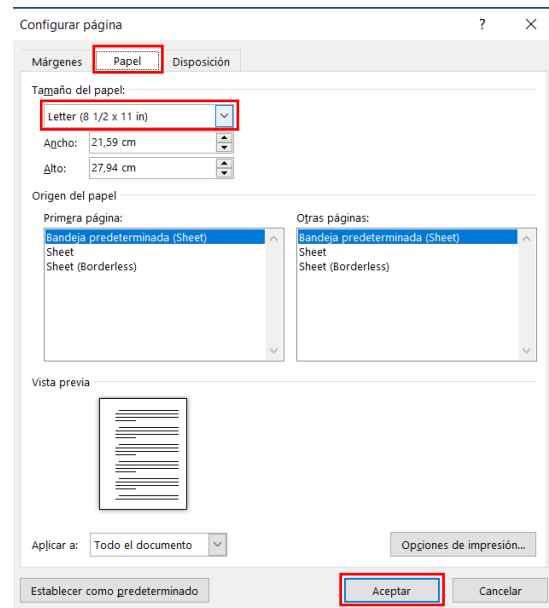 Configurar página ? ×
Márgenes Papel Disposición
Tamaño del papel:
Letter (8 1/2 x 11 in)
Ancho: 21,59 cm
Alto: 27,94 cm
Origen del papel
Primera página: Otras páginas:
Bandeja predeterminada (Sheet) Bandeja predeterminada (Sheet)
Sheet Sheet
Sheet (Borderless) Sheet (Borderless)
Vista previa
Aplicar a: Todo el documento Opciones de impresión...
Establecer como predeterminado Aceptar Cancelar